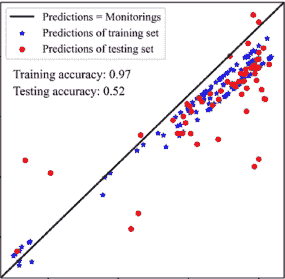 Predictions = Monitorings
Predictions of training set
Predictions of testing set
Training accuracy: 0.97
Testing accuracy: 0.52